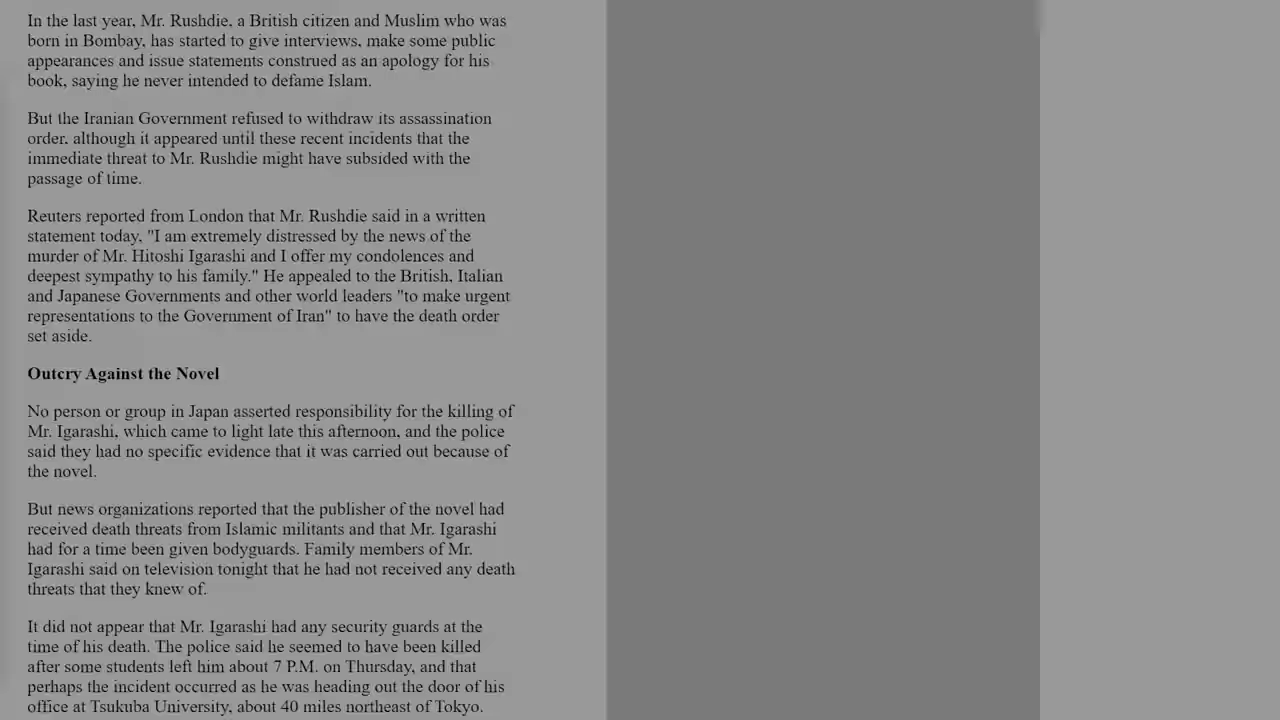 In the last year, Mr. Rushdie, a British citizen and Muslim who was
born in Bombay, has started to give interviews, make some public
appearances and issue statements construed as an apology for his
book, saying he never intended to defame Islam.
But the Iranian Government refused to withdraw its assassination
order, although it appeared until these recent incidents that the
immediate threat to Mr. Rushdie might have subsided with the
passage of time.
Reuters reported from London that Mr. Rushdie said in a written
statement today, "I am extremely distressed by the news of the
murder of Mr. Hitoshi Igarashi and I offer my condolences and
deepest sympathy to his family." He appealed to the British, Italian
and Japanese Governments and other world leaders "to make urgent
representations to the Government of Iran" to have the death order
set aside.
Outcry Against the Novel
No person or group in Japan asserted responsibility for the killing of
Mr. Igarashi, which came to light late this afternoon, and the police
said they had no specific evidence that it was carried out because of
the novel.
But news organizations reported that the publisher of the novel had
received death threats from Islamic militants and that Mr. Igarashi
had for a time been given bodyguards. Family members of Mr.
Igarashi said on television tonight that he had not received any death
threats that they knew of.
It did not appear that Mr. Igarashi had any security guards at the
time of his death. The police said he seemed to have been killed
after some students left him about 7 P.M. on Thursday, and that
perhaps the incident occurred as he was heading out the door of his
office at Tsukuba University, about 40 miles northeast of Tokyo.